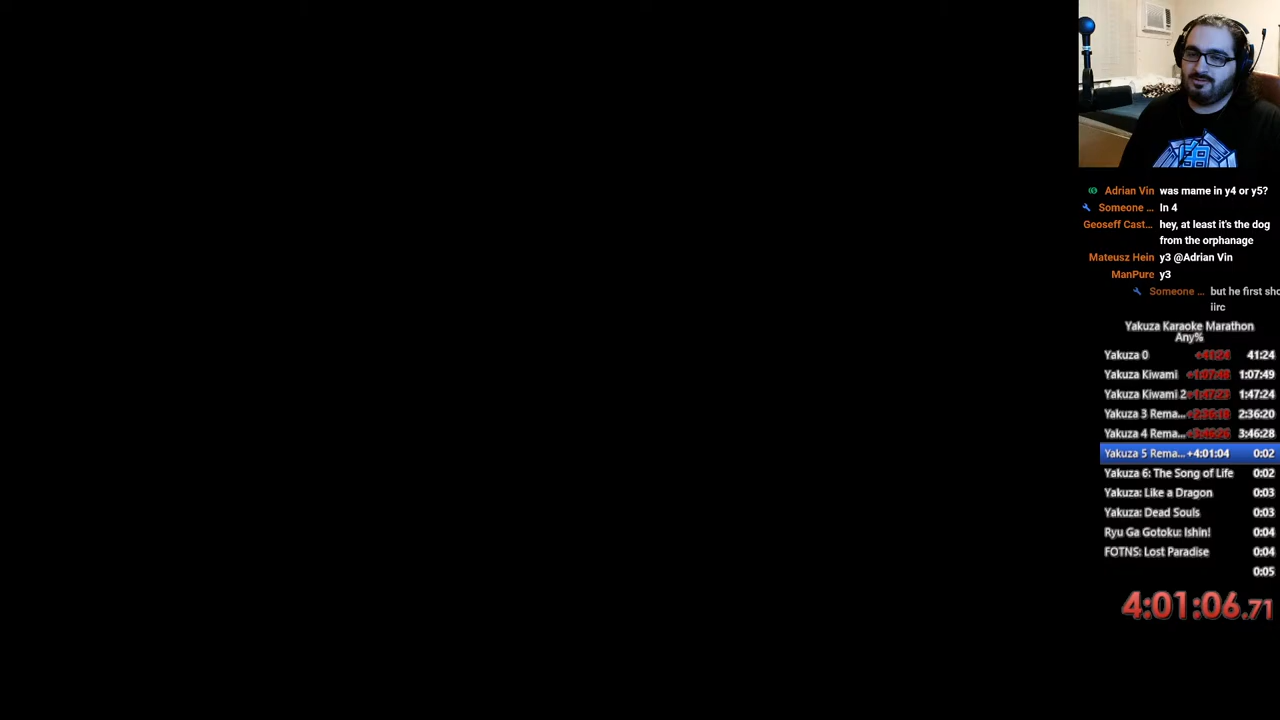 Adrian Vin was mame in y4 or y5?
Someone ... In 4
Geoseff Cast... hey, at least it's the dog
from the orphanage
Mateusz Hein y3 @Adrian Vin
ManPure y3
Someone ... but he first sho
iirc
Yakuza Karaoke Marathon
Any%
Yakuza 0 +41:24 41:24
Yakuza Kiwami 1:07:49
Yakuza Kiwami 2 1:47:24
Yakuza 3 Rema... 2:36:20
Yakuza 4 Rema... 3:46:28
Yakuza 5 Rema... +4:01:04 0:02
Yakuza 6: The Song of Life 0:02
Yakuza: Like a Dragon 0:03
Yakuza: Dead Souls 0:03
Ryu Ga Gotoku: Ishin! 0:04
FOTNS: Lost Paradise 0:04
0:05
4:01:06.71